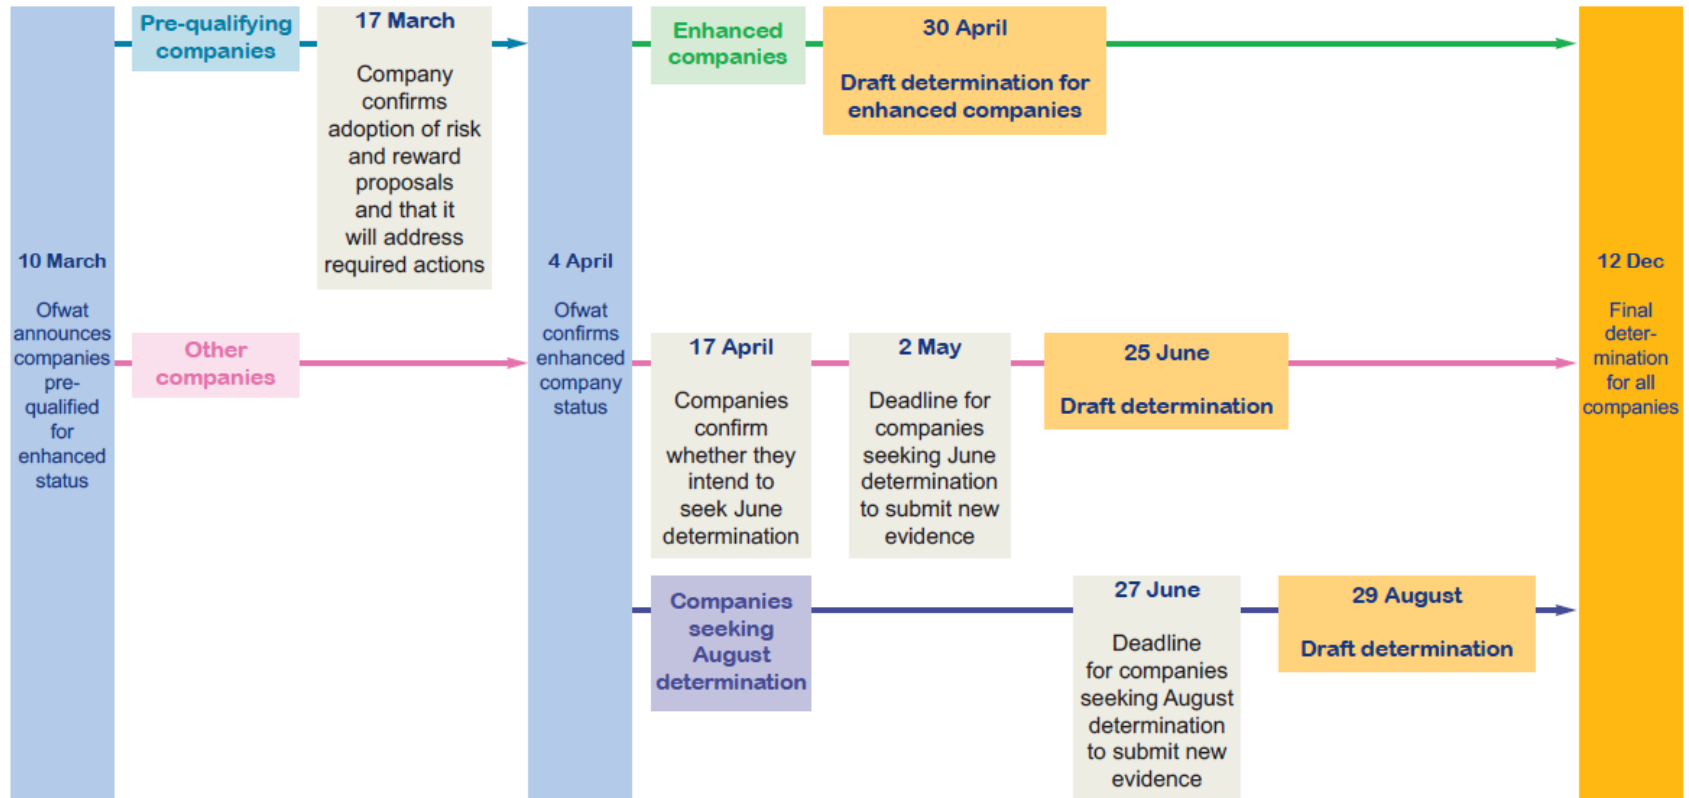 10 March
Ofwat
announces
companies
pre-
qualified
for
enhanced
status
Pre-qualifying
companies
17 March
Company
confirms
adoption of risk
and reward
proposals
and that it
will address
required actions
Other
companies
4 April
Ofwat
confirms
enhanced
company
status
Enhanced
companies
30 April
Draft determination for
enhanced companies
17 April
Companies
confirm
whether they
intend to
seek June
determination
2 May
Deadline for
companies
seeking June
determination
to submit new
evidence
25 June
Draft determination
Companies
seeking
August
determination
27 June
Deadline
for companies
seeking August
determination
to submit new
evidence
29 August
Draft determination
12 Dec
Final
deter-
mination
for all
companies